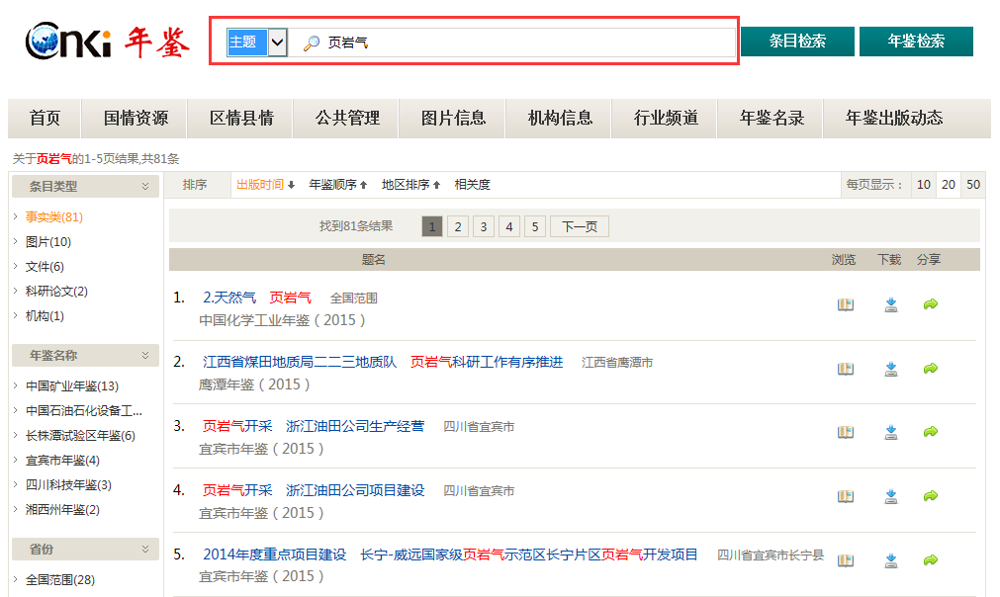 cnki 年鉴 主题 页岩气 条目检索 年鉴检索
首页 国情资源 区情县情 公共管理 图片信息 机构信息 行业频道 年鉴名录 年鉴出版动态
关于页岩气的1-5页结果,共81条
条目类型
事实类(81)
图片(10)
文件(6)
科研论文(2)
机构(1)
年鉴名称
中国矿业年鉴(13)
中国石油石化设备工...
长株潭试验区年鉴(6)
宜宾市年鉴(4)
四川科技年鉴(3)
湘西州年鉴(2)
省份
全国范围(28)
排序 出版时间 年鉴顺序 地区排序 相关度 每页显示： 10 20 50
找到81条结果 1 2 3 4 5 下一页
题名 浏览 下载 分享
1. 2.天然气 页岩气 全国范围
中国化学工业年鉴（2015）
2. 江西省煤田地质局二二三地质队 页岩气科研工作有序推进 江西省鹰潭市
鹰潭年鉴（2015）
3. 页岩气开采 浙江油田公司生产经营 四川省宜宾市
宜宾市年鉴（2015）
4. 页岩气开采 浙江油田公司项目建设 四川省宜宾市
宜宾市年鉴（2015）
5. 2014年度重点项目建设 长宁-威远国家级页岩气示范区长宁片区页岩气开发项目 四川省宜宾市长宁县
宜宾市年鉴（2015）